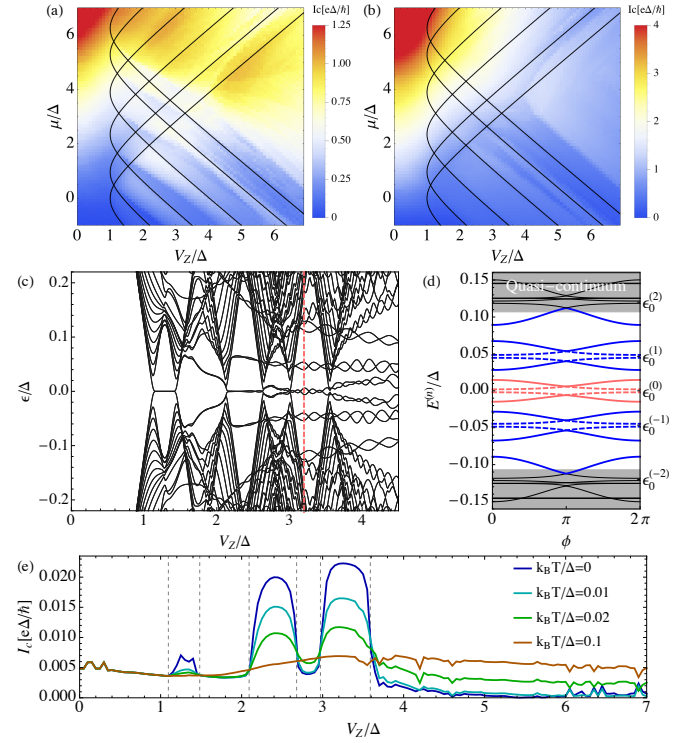 (a)
Ic[eΔ/ħ]
1.25
1.00
0.75
0.50
0.25
0
6
4
2
0
μ/Δ
0 1 2 3 4 5 6
V_Z/Δ
(b)
Ic[eΔ/ħ]
4
3
2
1
0
6
4
2
0
μ/Δ
0 1 2 3 4 5 6
V_Z/Δ
(c)
0.2
0.1
0.0
−0.1
−0.2
ϵ/Δ
0 1 2 3 4
V_Z/Δ
(d)
0.15
0.10
0.05
0.00
−0.05
−0.10
−0.15
E^(n)/Δ
Quasi−continuum
ϵ_0^(2)
ϵ_0^(1)
ϵ_0^(0)
ϵ_0^(-1)
ϵ_0^(-2)
0 π 2π
ϕ
(e)
0.020
0.015
0.010
0.005
0.000
I_c[eΔ/ħ]
k_BT/Δ=0
k_BT/Δ=0.01
k_BT/Δ=0.02
k_BT/Δ=0.1
0 1 2 3 4 5 6 7
V_Z/Δ